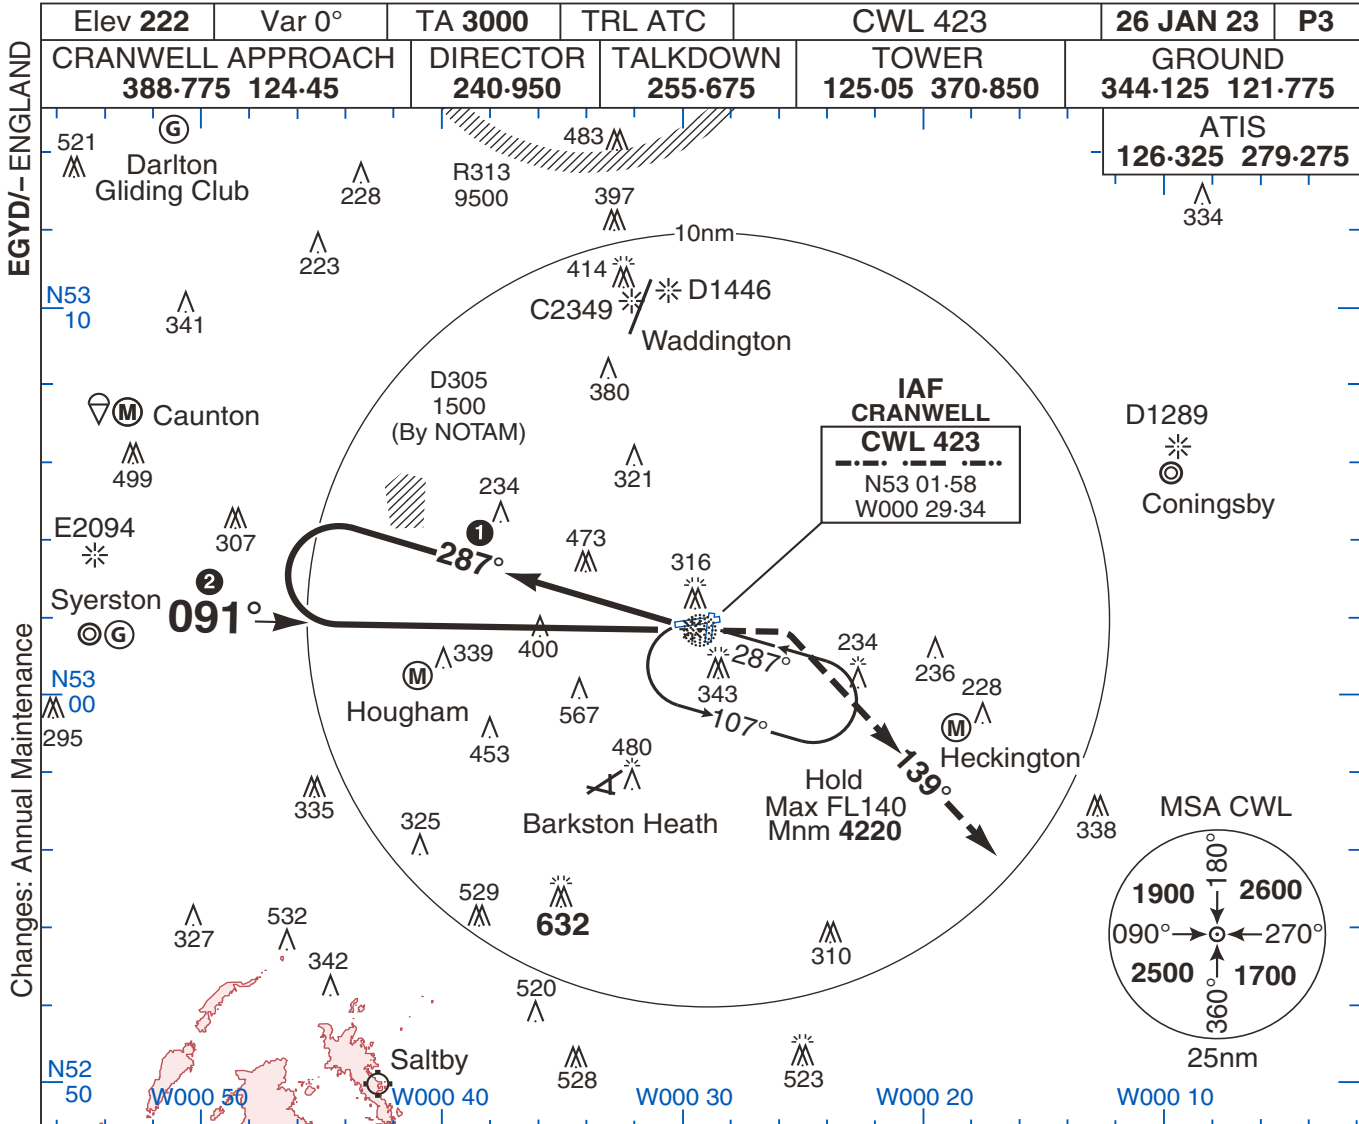 Elev 222
Var 0°
TA 3000
TRL ATC
CWL 423
26 JAN 23
P3
CRANWELL APPROACH
388·775 124·45
DIRECTOR
240·950
TALKDOWN
255·675
TOWER
125·05 370·850
GROUND
344·125 121·775
ATIS
126·325 279·275
EGYD/– ENGLAND
Changes: Annual Maintenance
521
G
Darlton
Gliding Club
228
R313
9500
483
397
334
223
10nm
414
D1446
C2349
Waddington
N53
10
341
380
D305
1500
(By NOTAM)
IAF
CRANWELL
CWL 423
N53 01·58
W000 29·34
M
Caunton
499
321
D1289
Coningsby
234
E2094
307
1
287°
473
316
2
Syerston
G
091°
400
339
M
Hougham
N53
00
295
343
287°
107°
234
236
228
M
Heckington
567
453
480
Barkston Heath
139°
Hold
Max FL140
Mnm 4220
335
325
338
MSA CWL
180°
1900
2600
090°
270°
2500
1700
360°
25nm
529
632
310
327
532
342
520
528
523
Saltby
N52
50
W000 50
W000 40
W000 30
W000 20
W000 10